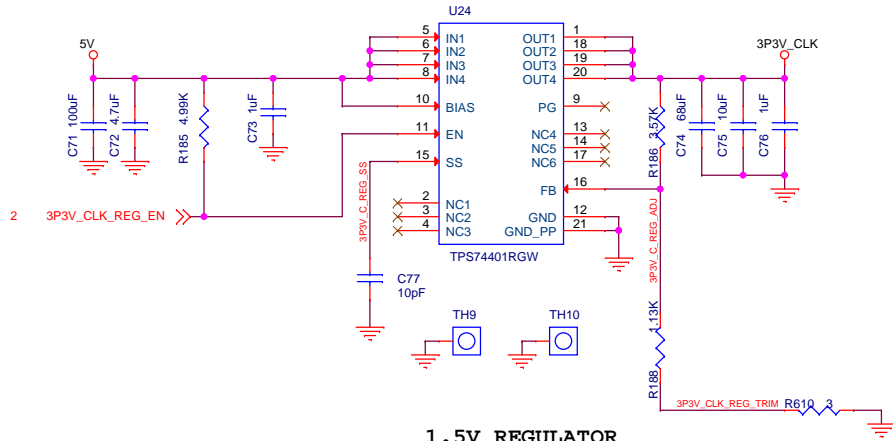 U24
5V
3P3V_CLK
5 IN1 OUT1 1
6 IN2 OUT2 18
7 IN3 OUT3 19
8 IN4 OUT4 20
10 BIAS PG 9
11 EN NC4 13
NC5 14
15 SS NC6 17
FB 16
2 NC1
3 NC2 GND 12
4 NC3 GND_PP 21
TPS74401RGW
C71 100uF
C72 4.7uF
R185 4.99K
C73 1uF
R186 3.57K
C74 68uF
C75 10uF
C76 1uF
2 3P3V_CLK_REG_EN
3P3V_C_REG_SS
3P3V_C_REG_ADJ
C77
10pF
TH9
TH10
R188 1.13K
3P3V_CLK_REG_TRIM R610 3
1.5V REGULATOR